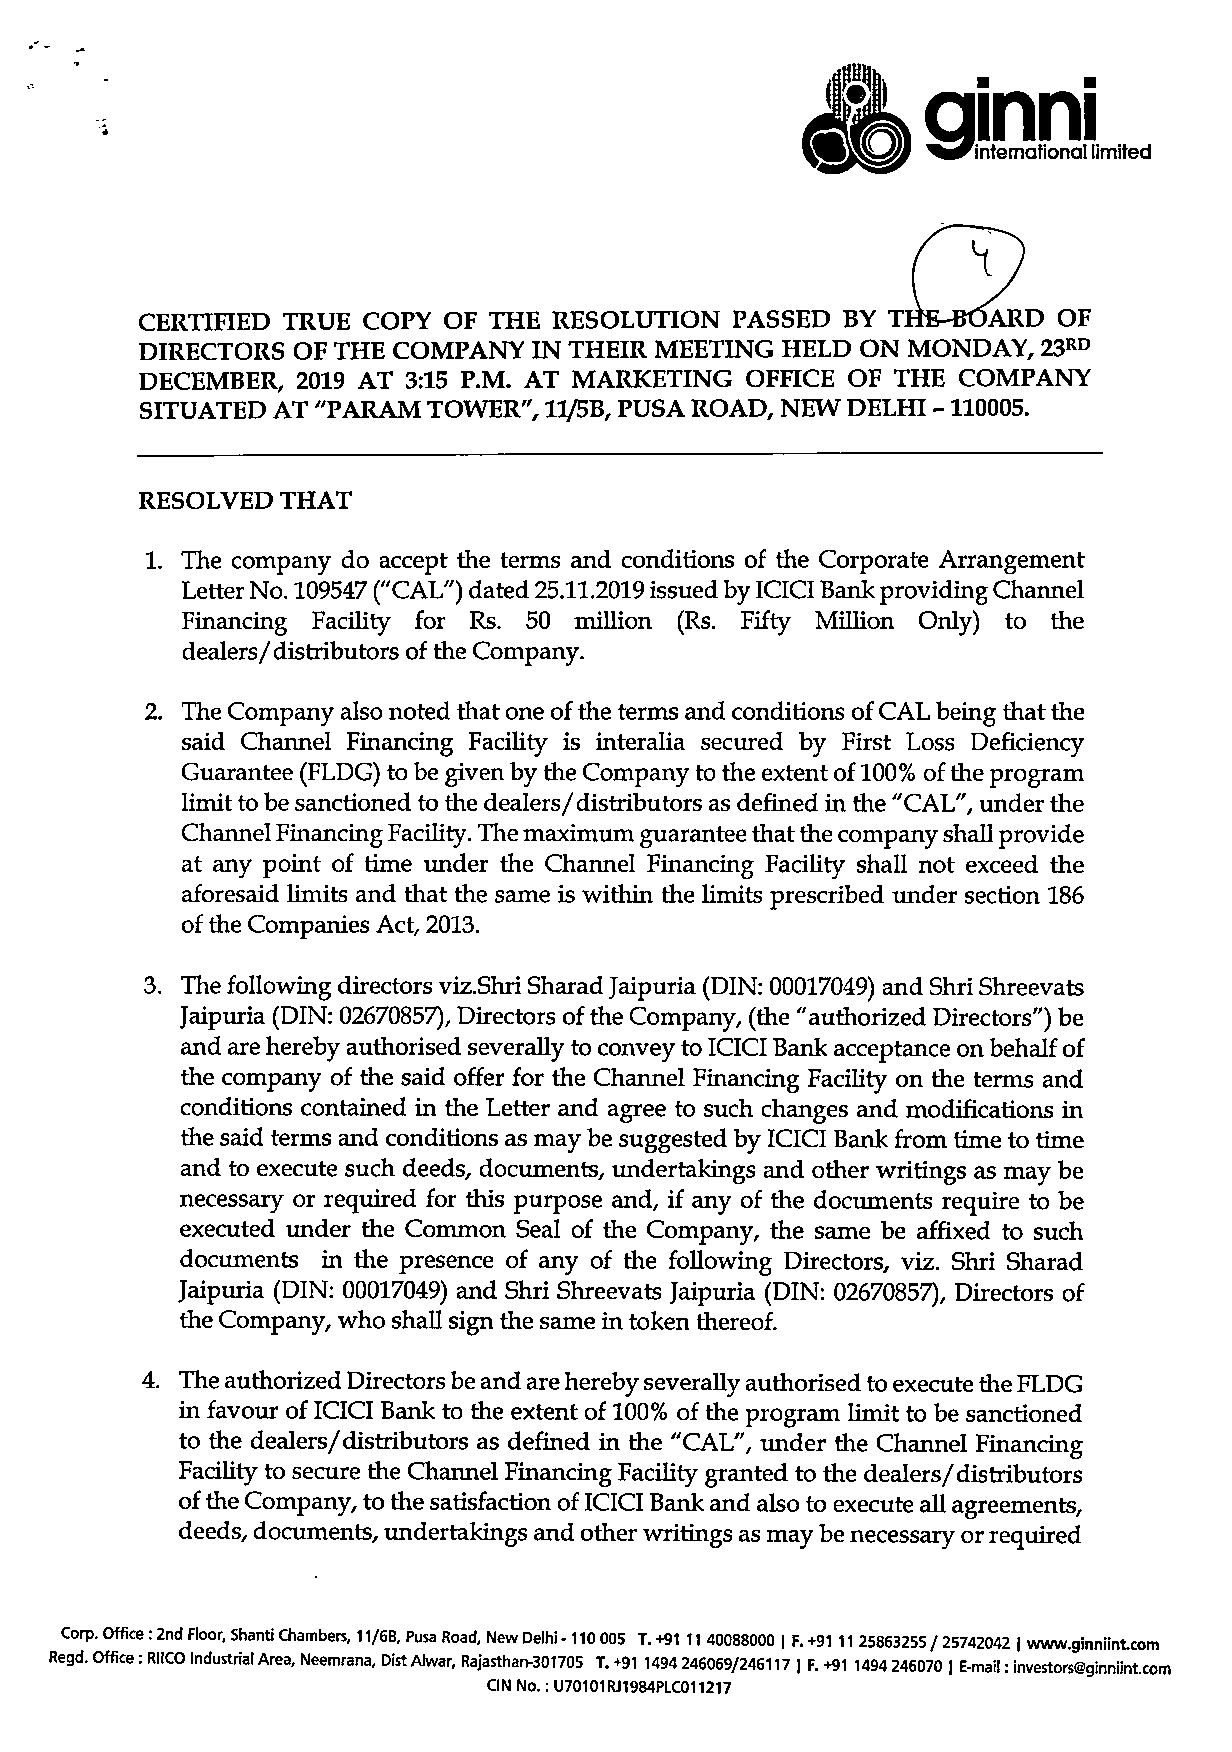 ginni
international limited
4
CERTIFIED TRUE COPY OF THE RESOLUTION PASSED BY THE BOARD OF
DIRECTORS OF THE COMPANY IN THEIR MEETING HELD ON MONDAY, 23RD
DECEMBER, 2019 AT 3:15 P.M. AT MARKETING OFFICE OF THE COMPANY
SITUATED AT "PARAM TOWER", 11/5B, PUSA ROAD, NEW DELHI – 110005.
RESOLVED THAT
1. The company do accept the terms and conditions of the Corporate Arrangement
Letter No. 109547 ("CAL") dated 25.11.2019 issued by ICICI Bank providing Channel
Financing Facility for Rs. 50 million (Rs. Fifty Million Only) to the
dealers/distributors of the Company.
2. The Company also noted that one of the terms and conditions of CAL being that the
said Channel Financing Facility is interalia secured by First Loss Deficiency
Guarantee (FLDG) to be given by the Company to the extent of 100% of the program
limit to be sanctioned to the dealers/distributors as defined in the "CAL", under the
Channel Financing Facility. The maximum guarantee that the company shall provide
at any point of time under the Channel Financing Facility shall not exceed the
aforesaid limits and that the same is within the limits prescribed under section 186
of the Companies Act, 2013.
3. The following directors viz.Shri Sharad Jaipuria (DIN: 00017049) and Shri Shreevats
Jaipuria (DIN: 02670857), Directors of the Company, (the "authorized Directors") be
and are hereby authorised severally to convey to ICICI Bank acceptance on behalf of
the company of the said offer for the Channel Financing Facility on the terms and
conditions contained in the Letter and agree to such changes and modifications in
the said terms and conditions as may be suggested by ICICI Bank from time to time
and to execute such deeds, documents, undertakings and other writings as may be
necessary or required for this purpose and, if any of the documents require to be
executed under the Common Seal of the Company, the same be affixed to such
documents in the presence of any of the following Directors, viz. Shri Sharad
Jaipuria (DIN: 00017049) and Shri Shreevats Jaipuria (DIN: 02670857), Directors of
the Company, who shall sign the same in token thereof.
4. The authorized Directors be and are hereby severally authorised to execute the FLDG
in favour of ICICI Bank to the extent of 100% of the program limit to be sanctioned
to the dealers/distributors as defined in the "CAL", under the Channel Financing
Facility to secure the Channel Financing Facility granted to the dealers/distributors
of the Company, to the satisfaction of ICICI Bank and also to execute all agreements,
deeds, documents, undertakings and other writings as may be necessary or required
Corp. Office : 2nd Floor, Shanti Chambers, 11/6B, Pusa Road, New Delhi - 110 005 T. +91 11 40088000 | F. +91 11 25863255 / 25742042 | www.ginniint.com
Regd. Office : RIICO Industrial Area, Neemrana, Dist Alwar, Rajasthan-301705 T. +91 1494 246069/246117 | F. +91 1494 246070 | E-mail : investors@ginniint.com
CIN No. : U70101RJ1984PLC011217